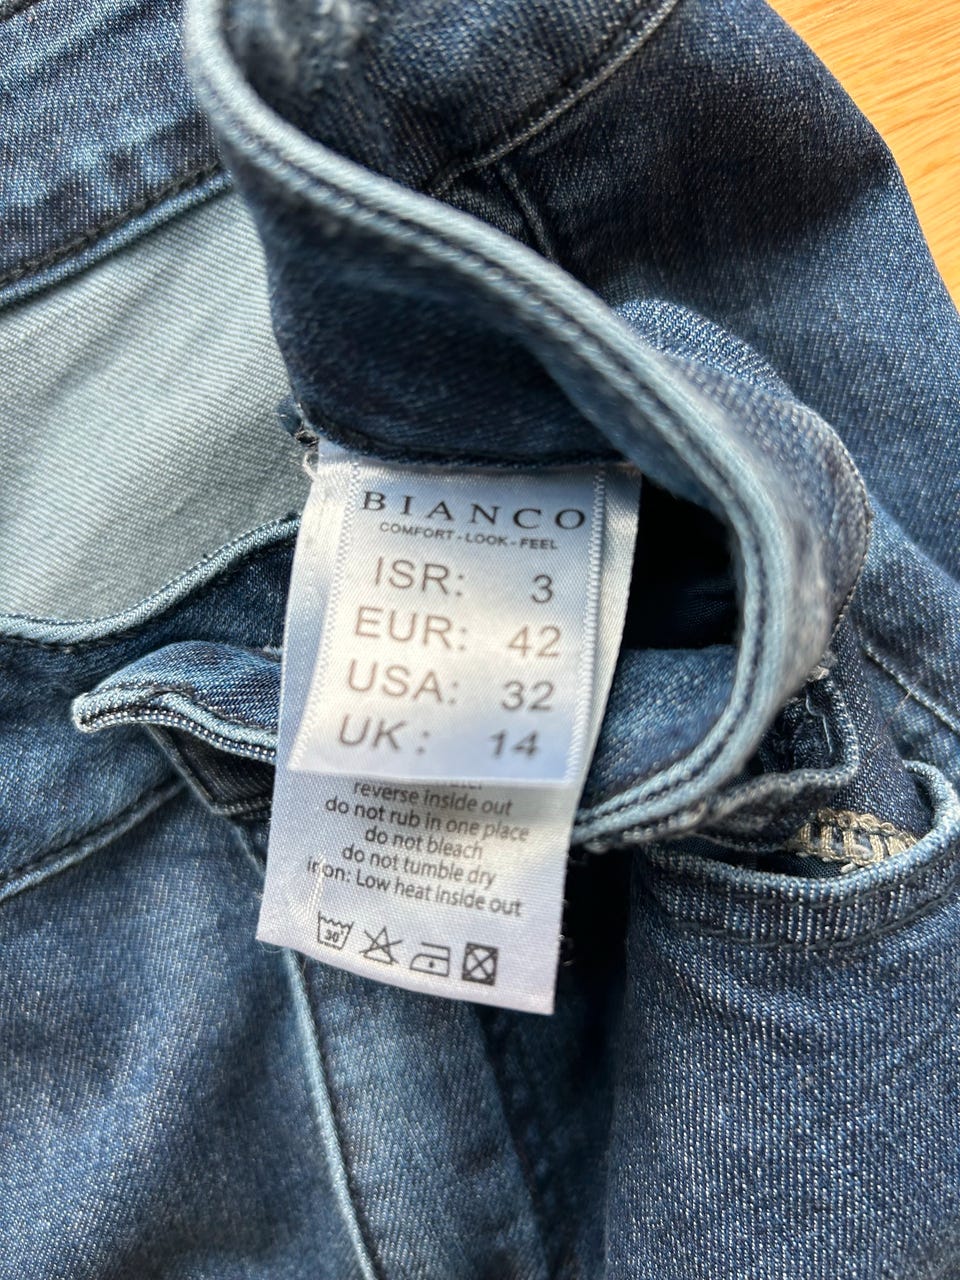 BIANCO
COMFORT - LOOK - FEEL
ISR: 3
EUR: 42
USA: 32
UK: 14
reverse inside out
do not rub in one place
do not bleach
do not tumble dry
iron: Low heat inside out
30°